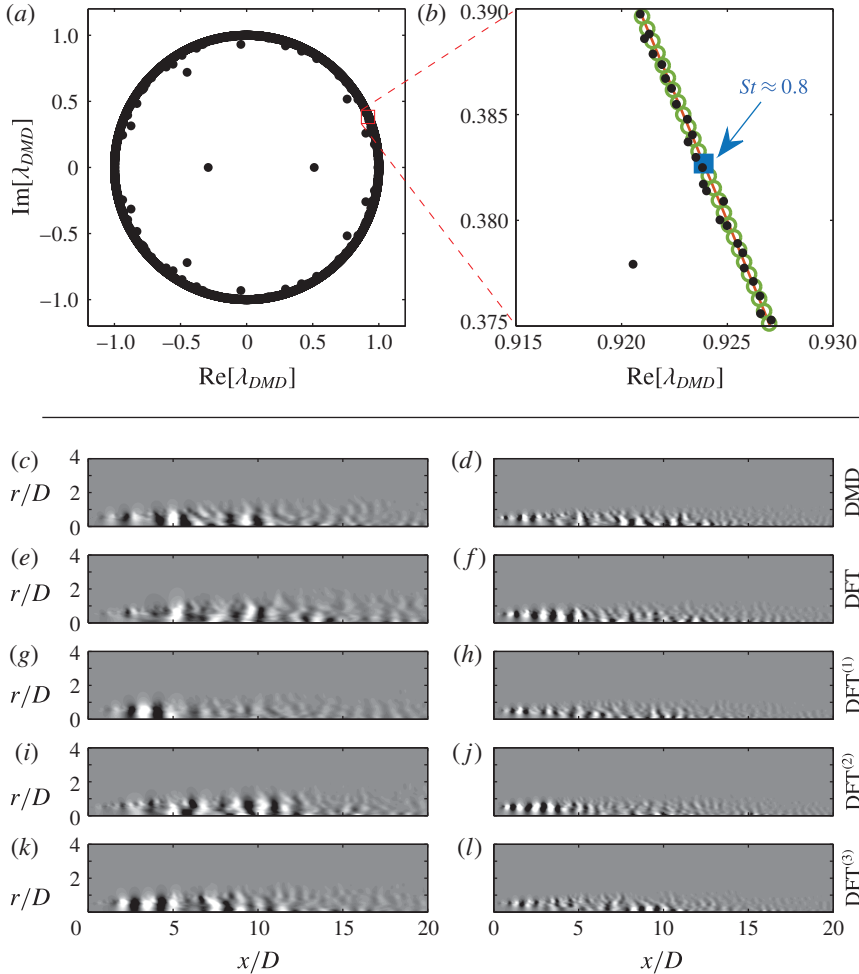 (a)
(b)
1.0
0.5
0
−0.5
−1.0
Im[λDMD]
−1.0 −0.5 0 0.5 1.0
Re[λDMD]
0.390
0.385
0.380
0.375
St ≈ 0.8
0.915 0.920 0.925 0.930
Re[λDMD]
(c) 4 2 0 r/D
(d) DMD
(e) 4 2 0 r/D
(f) DFT
(g) 4 2 0 r/D
(h) DFT(1)
(i) 4 2 0 r/D
(j) DFT(2)
(k) 4 2 r/D
(l) DFT(3)
0 5 10 15 20
0 5 10 15 20
x/D
x/D